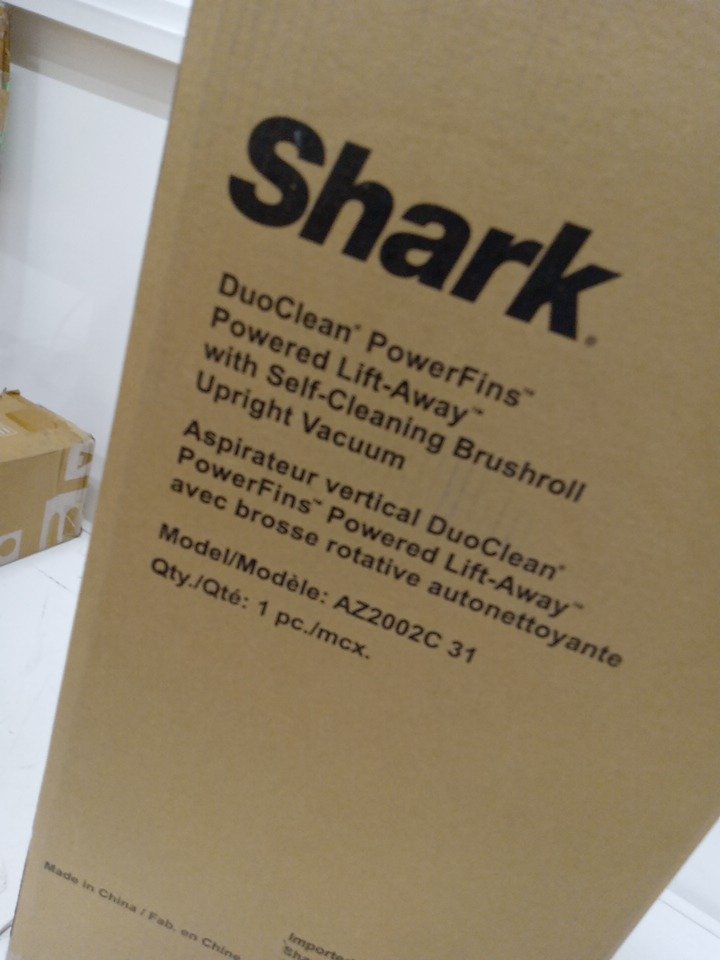 Shark®
DuoClean® PowerFins™
Powered Lift-Away™
with Self-Cleaning Brushroll
Upright Vacuum
Aspirateur vertical DuoClean®
PowerFins™ Powered Lift-Away™
avec brosse rotative autonettoyante
Model/Modèle: AZ2002C 31
Qty./Qté: 1 pc./mcx.
Made in China / Fab. en Chine
Imported
Sha